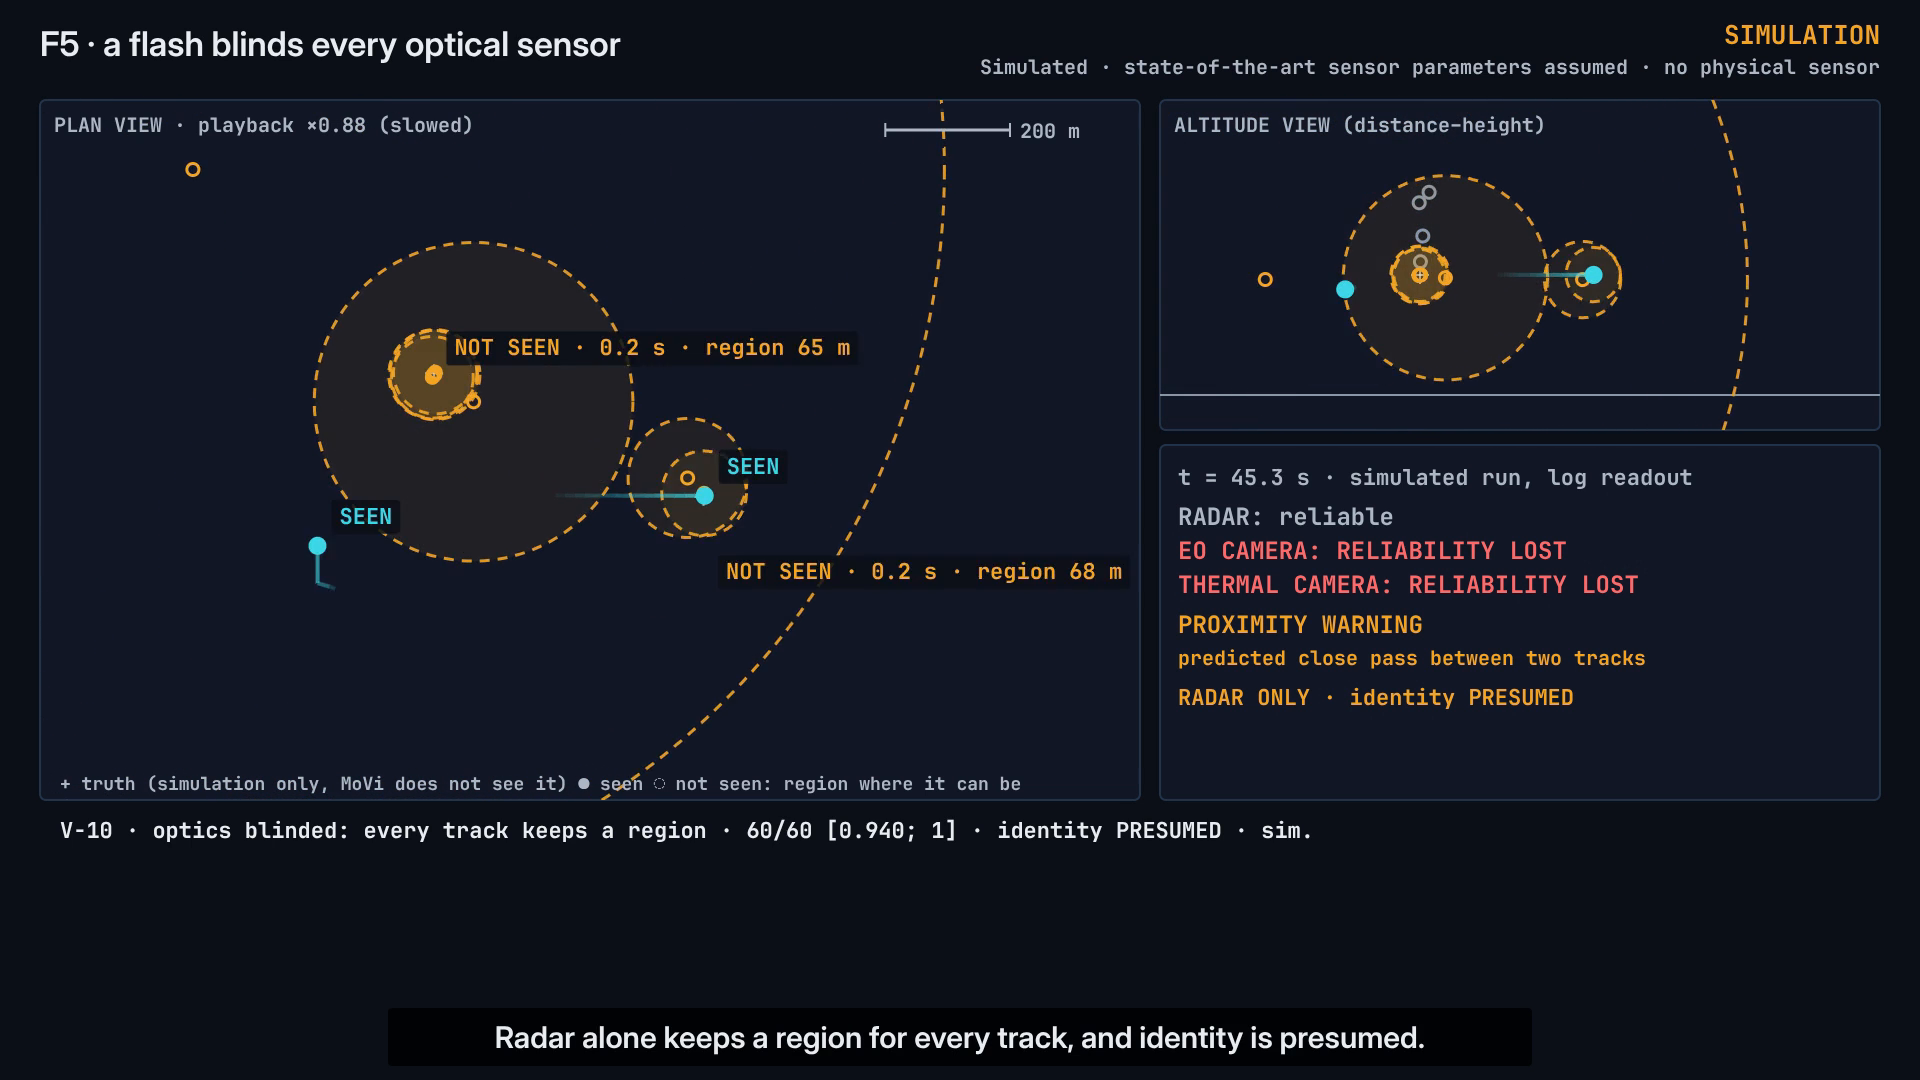 F5 · a flash blinds every optical sensor
SIMULATION
Simulated · state-of-the-art sensor parameters assumed · no physical sensor
PLAN VIEW · playback ×0.88 (slowed)
200 m
NOT SEEN · 0.2 s · region 65 m
SEEN
SEEN
NOT SEEN · 0.2 s · region 68 m
+ truth (simulation only, MoVi does not see it) ● seen ◌ not seen: region where it can be
ALTITUDE VIEW (distance-height)
t = 45.3 s · simulated run, log readout
RADAR: reliable
EO CAMERA: RELIABILITY LOST
THERMAL CAMERA: RELIABILITY LOST
PROXIMITY WARNING
predicted close pass between two tracks
RADAR ONLY · identity PRESUMED
V-10 · optics blinded: every track keeps a region · 60/60 [0.940; 1] · identity PRESUMED · sim.
Radar alone keeps a region for every track, and identity is presumed.